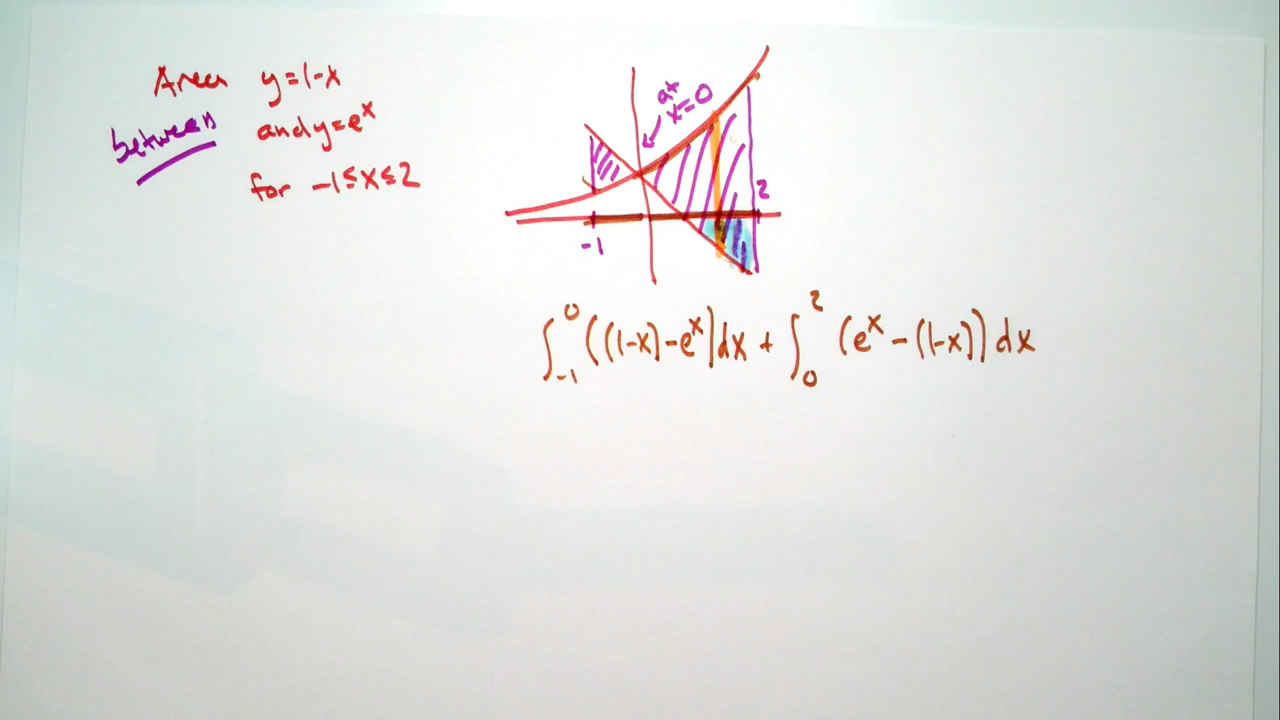 Area y=1-x
between and y=e^x
for -1≤x≤2
at
x=0
2
-1
∫_{-1}^{0} ((1-x)-e^x)dx + ∫_{0}^{2} (e^x-(1-x))dx